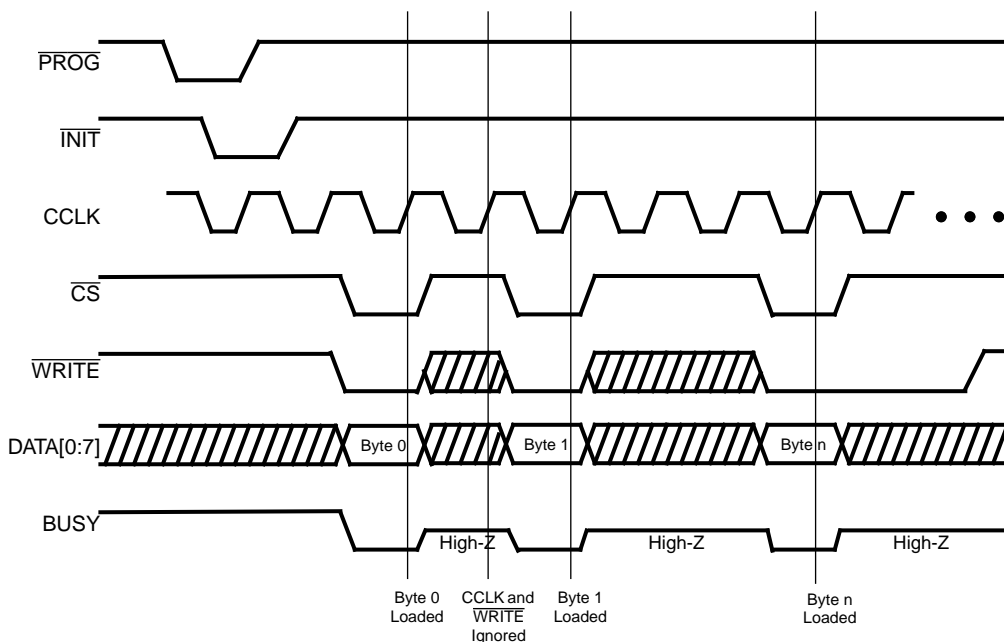 PROG
INIT
CCLK
CS
WRITE
DATA[0:7]
Byte 0
Byte 1
Byte n
BUSY
High-Z
High-Z
High-Z
Byte 0
Loaded
CCLK and
WRITE
Ignored
Byte 1
Loaded
Byte n
Loaded